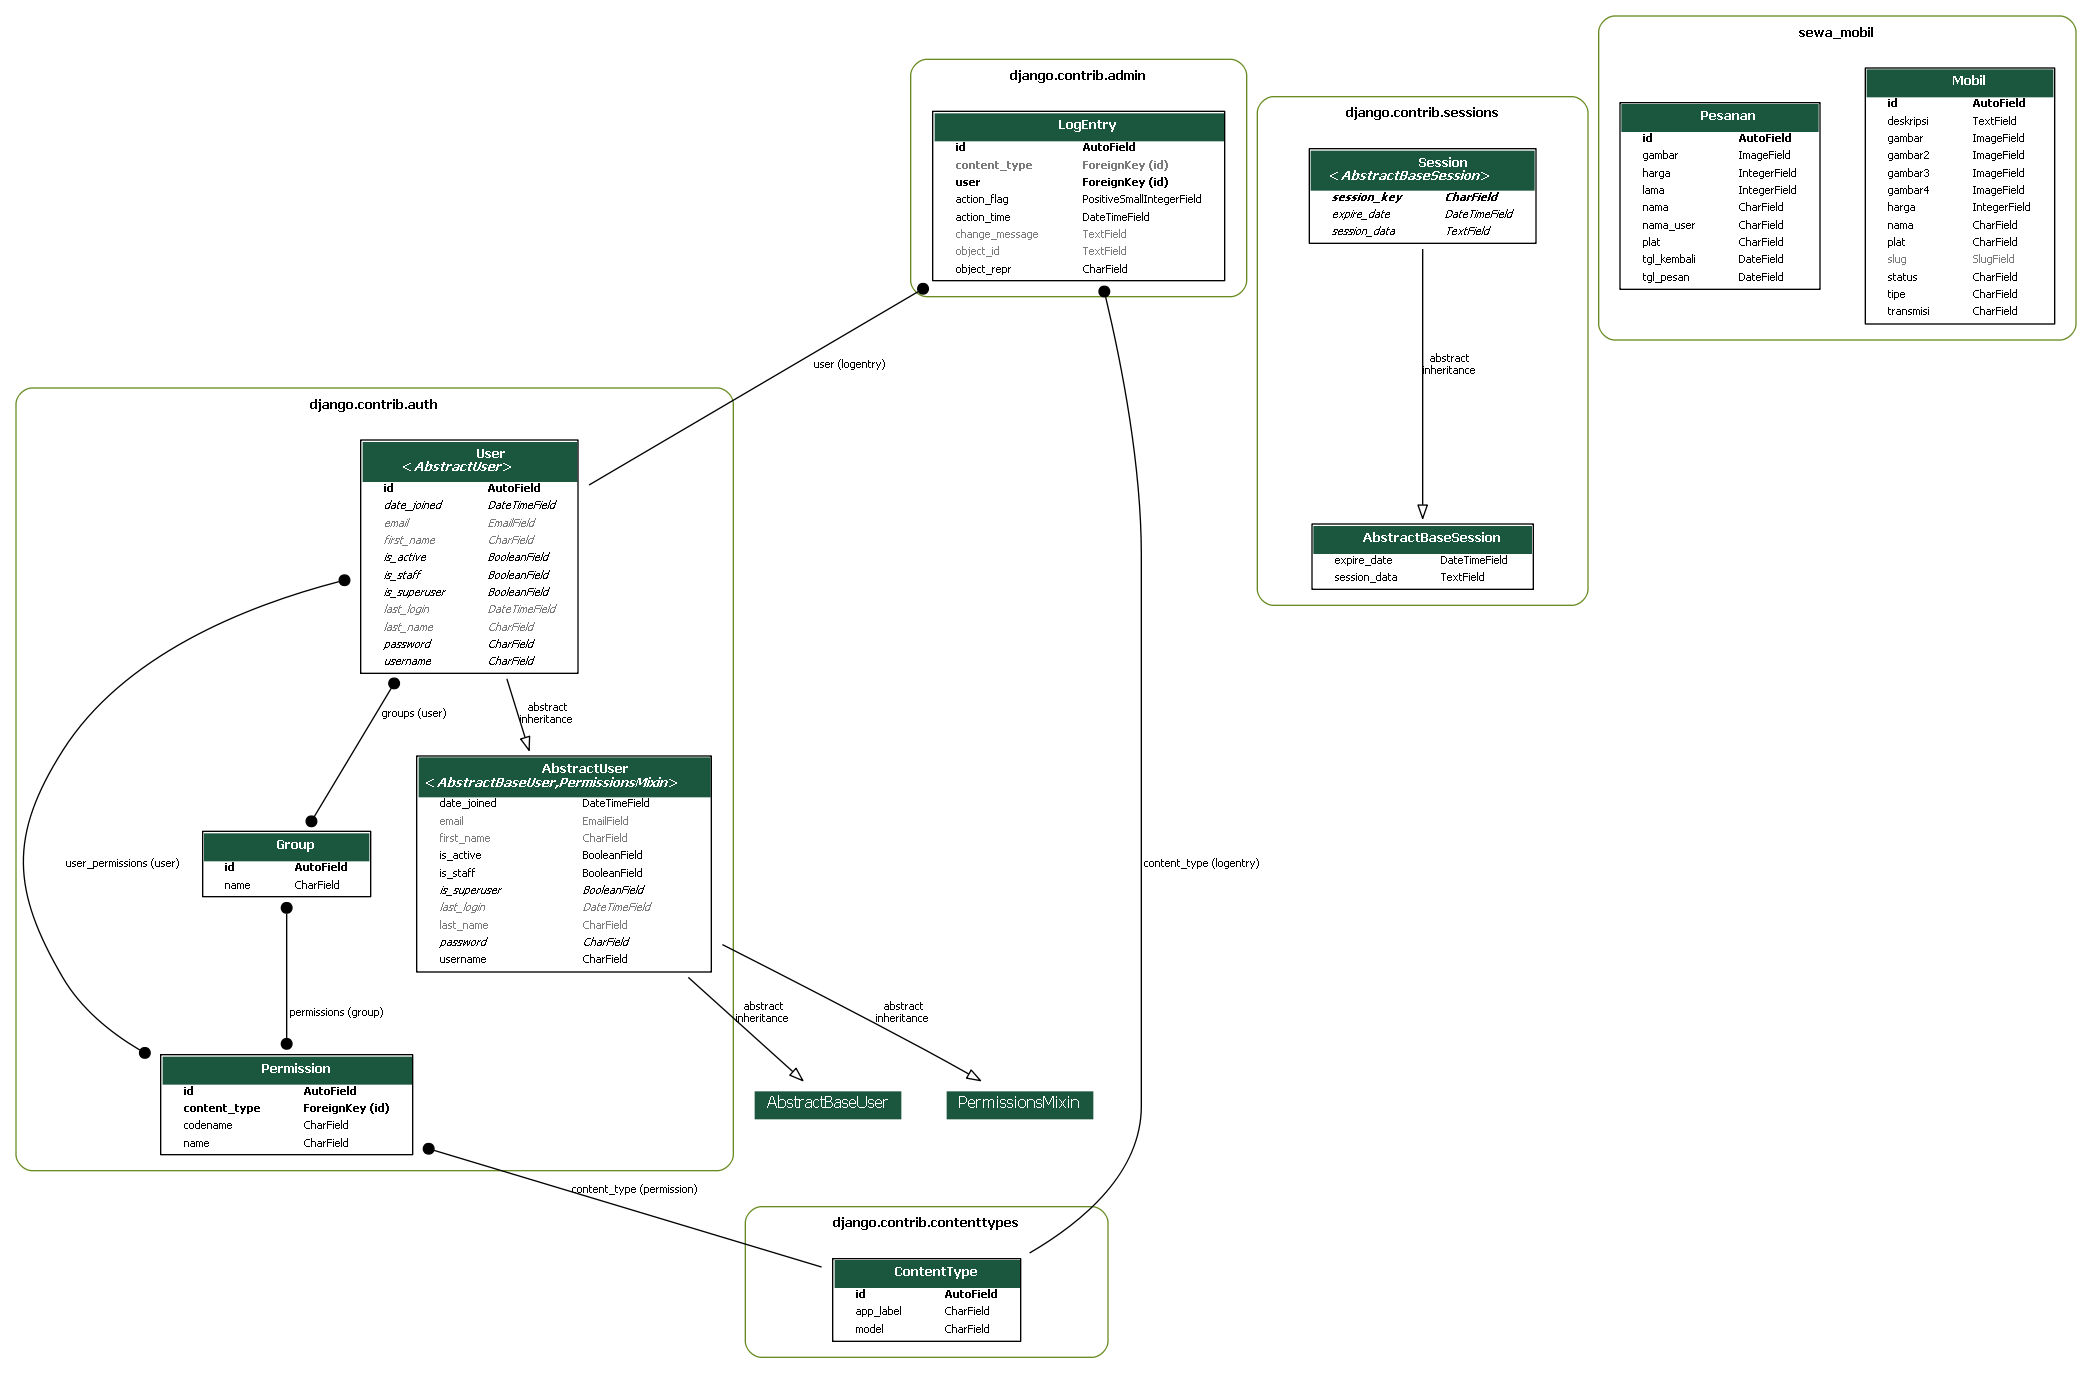 sewa_mobil
Pesanan
id AutoField
gambar ImageField
harga IntegerField
lama IntegerField
nama CharField
nama_user CharField
plat CharField
tgl_kembali DateField
tgl_pesan DateField
Mobil
id AutoField
deskripsi TextField
gambar ImageField
gambar2 ImageField
gambar3 ImageField
gambar4 ImageField
harga IntegerField
nama CharField
plat CharField
slug SlugField
status CharField
tipe CharField
transmisi CharField
django.contrib.admin
LogEntry
id AutoField
content_type ForeignKey (id)
user ForeignKey (id)
action_flag PositiveSmallIntegerField
action_time DateTimeField
change_message TextField
object_id TextField
object_repr CharField
django.contrib.sessions
Session
<AbstractBaseSession>
session_key CharField
expire_date DateTimeField
session_data TextField
abstract
inheritance
AbstractBaseSession
expire_date DateTimeField
session_data TextField
user (logentry)
django.contrib.auth
User
<AbstractUser>
id AutoField
date_joined DateTimeField
email EmailField
first_name CharField
is_active BooleanField
is_staff BooleanField
is_superuser BooleanField
last_login DateTimeField
last_name CharField
password CharField
username CharField
groups (user)
abstract
inheritance
AbstractUser
<AbstractBaseUser,PermissionsMixin>
date_joined DateTimeField
email EmailField
first_name CharField
is_active BooleanField
is_staff BooleanField
is_superuser BooleanField
last_login DateTimeField
last_name CharField
password CharField
username CharField
Group
id AutoField
name CharField
user_permissions (user)
content_type (logentry)
permissions (group)
abstract
inheritance
abstract
inheritance
Permission
id AutoField
content_type ForeignKey (id)
codename CharField
name CharField
AbstractBaseUser
PermissionsMixin
content_type (permission)
django.contrib.contenttypes
ContentType
id AutoField
app_label CharField
model CharField